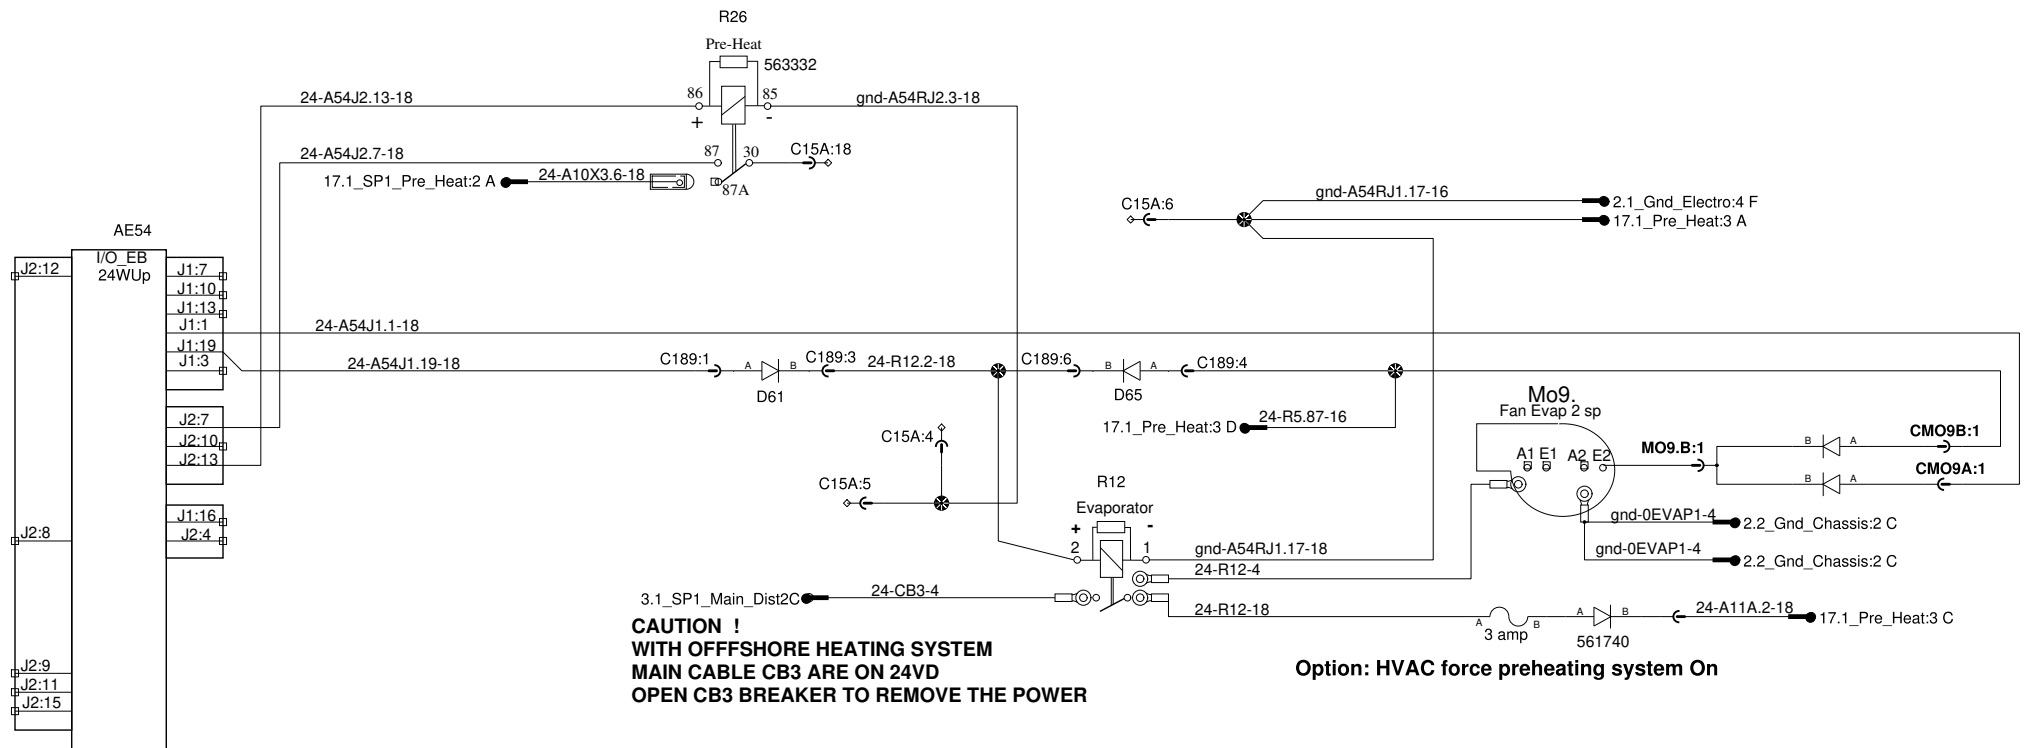 R26
Pre-Heat
563332
24-A54J2.13-18
86
85
gnd-A54RJ2.3-18
+
-
24-A54J2.7-18
87
30
C15A:18
17.1_SP1_Pre_Heat:2 A
24-A10X3.6-18
87A
gnd-A54RJ1.17-16
C15A:6
2.1_Gnd_Electro:4 F
17.1_Pre_Heat:3 A
AE54
I/O_EB
24WUp
J2:12
J1:7
J1:10
J1:13
J1:1
24-A54J1.1-18
J1:19
J1:3
24-A54J1.19-18
C189:1
A
B
C189:3
24-R12.2-18
C189:6
B
A
C189:4
D61
D65
Mo9.
Fan Evap 2 sp
J2:7
J2:10
J2:13
17.1_Pre_Heat:3 D
24-R5.87-16
C15A:4
A1 E1
A2 E2
MO9.B:1
B
A
CMO9B:1
B
A
CMO9A:1
C15A:5
R12
Evaporator
J1:16
J2:4
J2:8
+
-
2
1
gnd-0EVAP1-4
2.2_Gnd_Chassis:2 C
gnd-0EVAP1-4
2.2_Gnd_Chassis:2 C
gnd-A54RJ1.17-18
24-R12-4
3.1_SP1_Main_Dist2C
24-CB3-4
24-R12-18
A
B
3 amp
A
B
561740
24-A11A.2-18
17.1_Pre_Heat:3 C
CAUTION !
WITH OFFFSHORE HEATING SYSTEM
MAIN CABLE CB3 ARE ON 24VD
OPEN CB3 BREAKER TO REMOVE THE POWER
Option: HVAC force preheating system On
J2:9
J2:11
J2:15